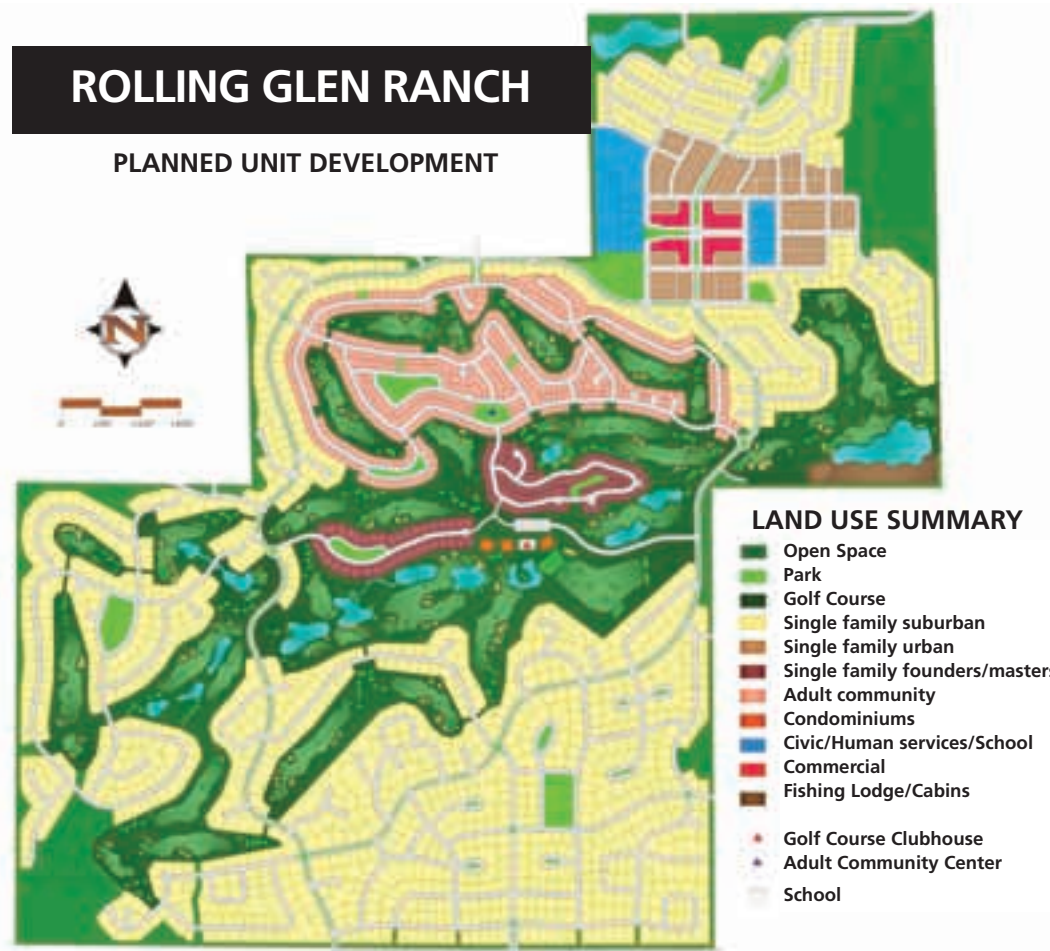 ROLLING GLEN RANCH
PLANNED UNIT DEVELOPMENT
N
LAND USE SUMMARY
Open Space
Park
Golf Course
Single family suburban
Single family urban
Single family founders/masters
Adult community
Condominiums
Civic/Human services/School
Commercial
Fishing Lodge/Cabins
Golf Course Clubhouse
Adult Community Center
School